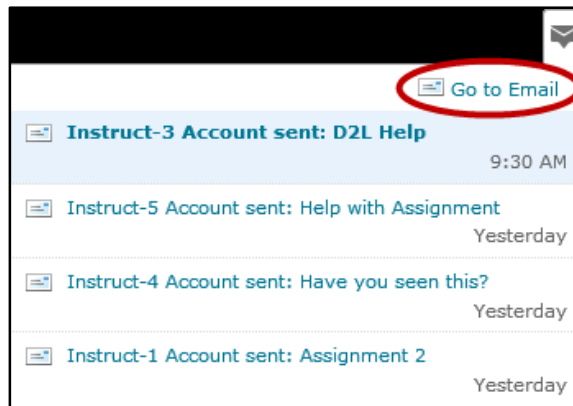 Go to Email
Instruct-3 Account sent: D2L Help
9:30 AM
Instruct-5 Account sent: Help with Assignment
Yesterday
Instruct-4 Account sent: Have you seen this?
Yesterday
Instruct-1 Account sent: Assignment 2
Yesterday